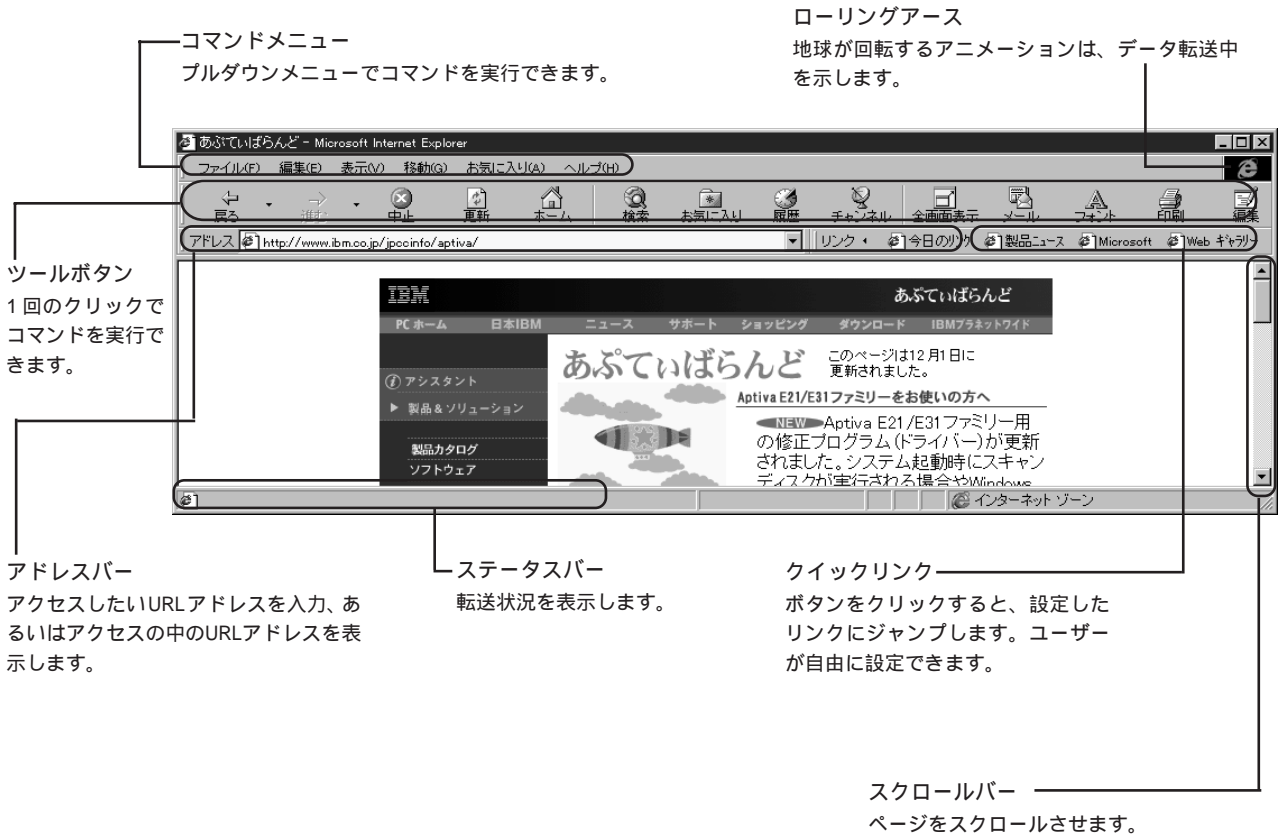 ローリングアース
地球が回転するアニメーションは、データ転送中
を示します。
コマンドメニュー
プルダウンメニューでコマンドを実行できます。
あぷてぃばらんど - Microsoft Internet Explorer
ファイル(F) 編集(E) 表示(V) 移動(G) お気に入り(A) ヘルプ(H)
戻る 進む 中止 更新 ホーム 検索 お気に入り 履歴 チャンネル 全画面表示 メール フォント 印刷 編集
アドレス http://www.ibm.co.jp/jpccinfo/aptiva/ リンク 今日のリンク 製品ニュース Microsoft Web ギャラリー
ツールボタン
1 回のクリックで
コマンドを実行で
きます。
IBM あぷてぃばらんど
PC ホーム 日本IBM ニュース サポート ショッピング ダウンロード IBMプラネットワイド
アシスタント
製品 & ソリューション
製品カタログ
ソフトウェア
あぷてぃばらんど
このページは12月1日に
更新されました。
Aptiva E21/E31ファミリーをお使いの方へ
NEW Aptiva E21/E31ファミリー用
の修正プログラム(ドライバー)が更新
されました。システム起動時にスキャン
ディスクが実行される場合やWindows
インターネット ゾーン
アドレスバー
アクセスしたいURLアドレスを入力、あ
るいはアクセスの中のURLアドレスを表
示します。
ステータスバー
転送状況を表示します。
クイックリンク
ボタンをクリックすると、設定した
リンクにジャンプします。ユーザー
が自由に設定できます。
スクロールバー
ページをスクロールさせます。